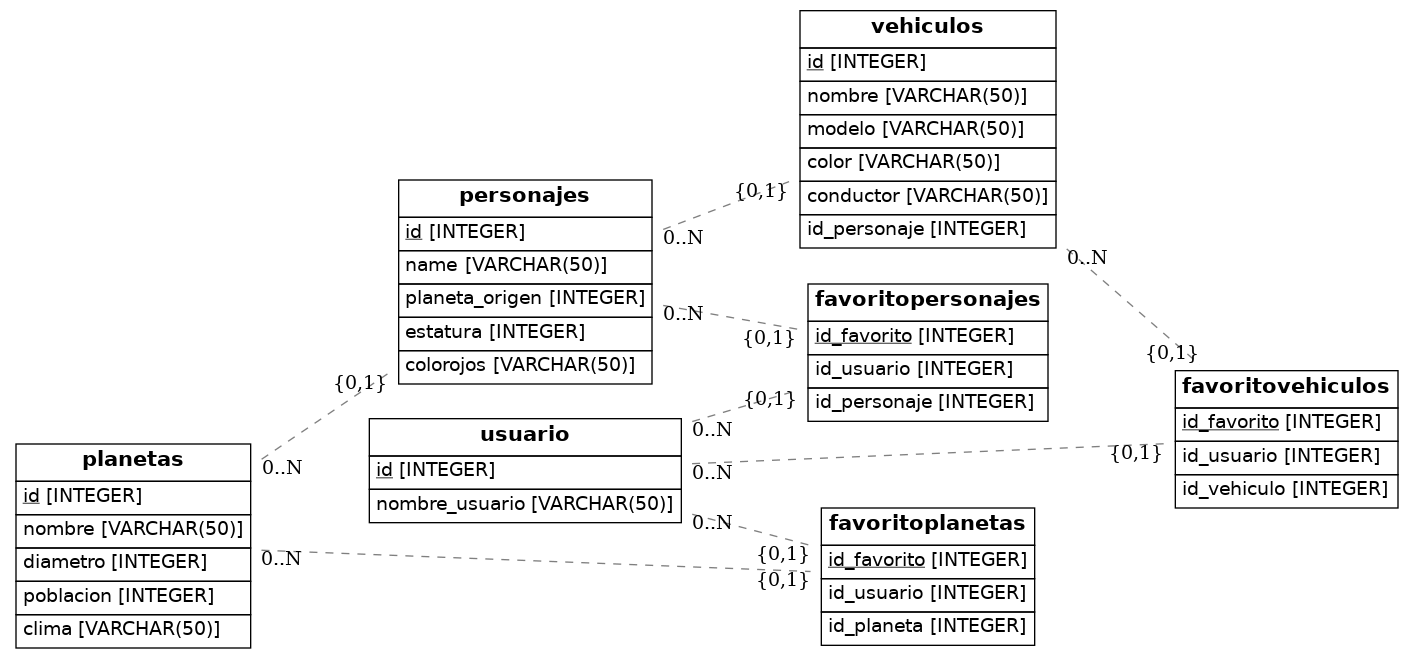 vehiculos
id [INTEGER]
nombre [VARCHAR(50)]
modelo [VARCHAR(50)]
color [VARCHAR(50)]
conductor [VARCHAR(50)]
id_personaje [INTEGER]
personajes
id [INTEGER]
name [VARCHAR(50)]
planeta_origen [INTEGER]
estatura [INTEGER]
colorojos [VARCHAR(50)]
{0,1}
0..N
0..N
{0,1}
favoritopersonajes
id_favorito [INTEGER]
id_usuario [INTEGER]
id_personaje [INTEGER]
0..N
{0,1}
favoritovehiculos
id_favorito [INTEGER]
id_usuario [INTEGER]
id_vehiculo [INTEGER]
{0,1}
0..N
usuario
id [INTEGER]
nombre_usuario [VARCHAR(50)]
{0,1}
0..N
0..N
{0,1}
0..N
{0,1}
planetas
id [INTEGER]
nombre [VARCHAR(50)]
diametro [INTEGER]
poblacion [INTEGER]
clima [VARCHAR(50)]
0..N
{0,1}
favoritoplanetas
id_favorito [INTEGER]
id_usuario [INTEGER]
id_planeta [INTEGER]